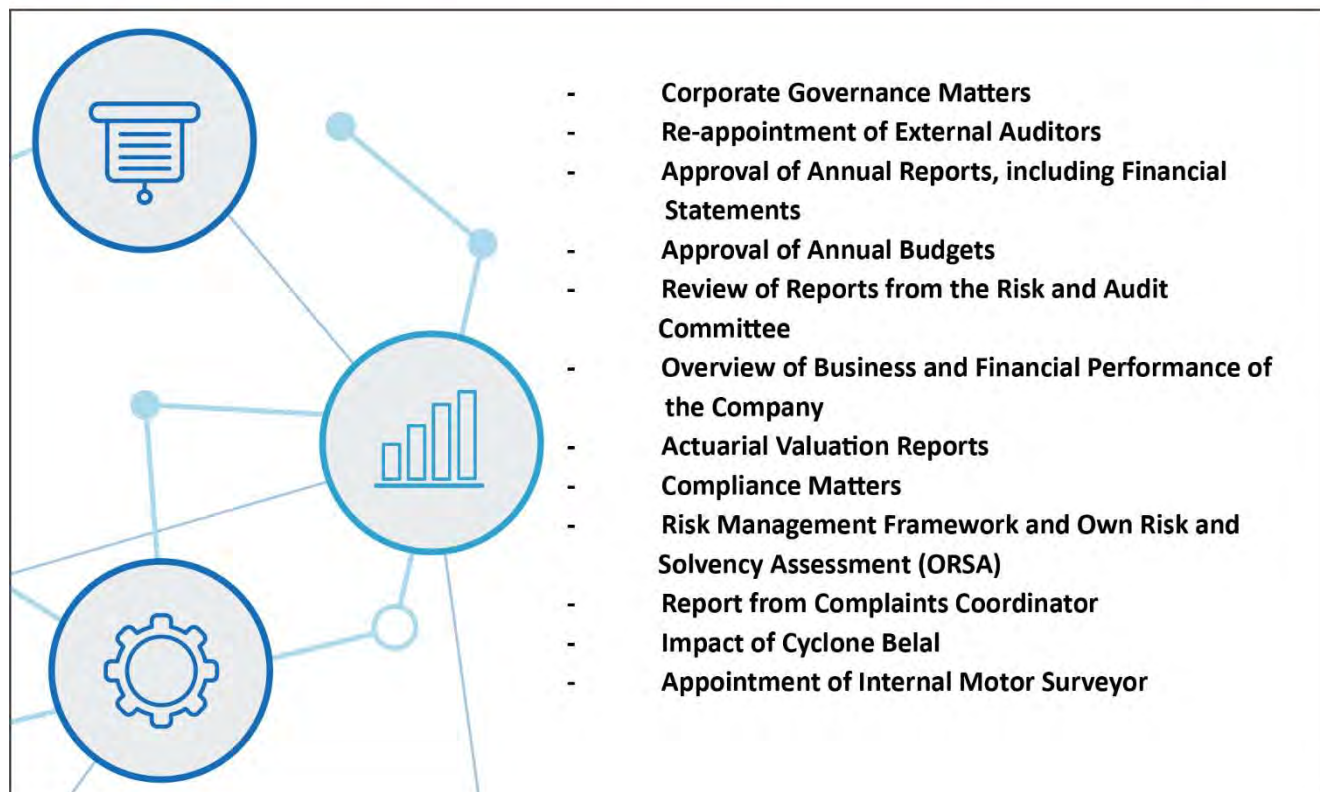 - Corporate Governance Matters
- Re-appointment of External Auditors
- Approval of Annual Reports, including Financial
Statements
- Approval of Annual Budgets
- Review of Reports from the Risk and Audit
Committee
- Overview of Business and Financial Performance of
the Company
- Actuarial Valuation Reports
- Compliance Matters
- Risk Management Framework and Own Risk and
Solvency Assessment (ORSA)
- Report from Complaints Coordinator
- Impact of Cyclone Belal
- Appointment of Internal Motor Surveyor